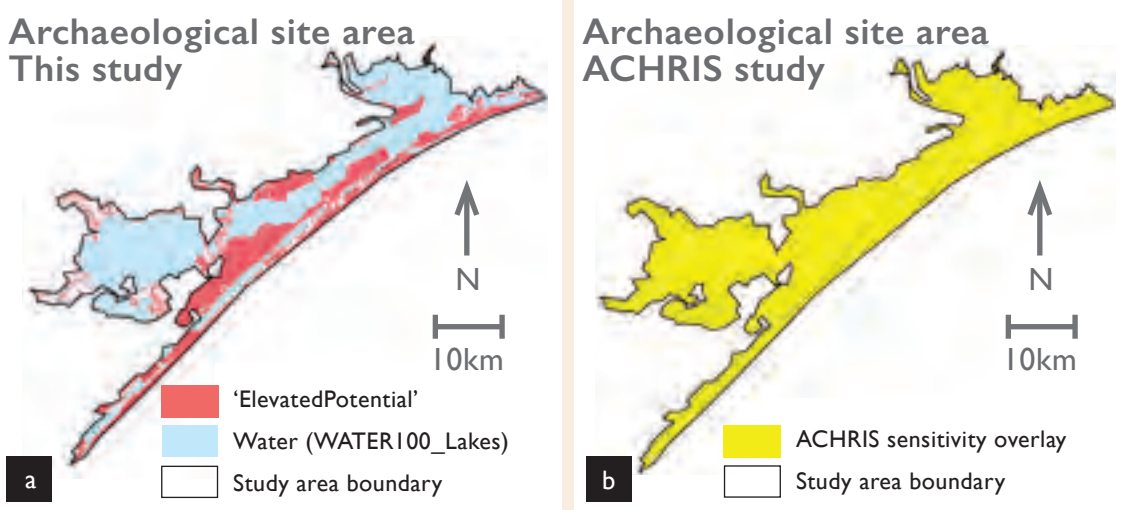 Archaeological site area
This study
N
10km
‘ElevatedPotential’
Water (WATER100_Lakes)
Study area boundary
a
Archaeological site area
ACHRIS study
N
10km
ACHRIS sensitivity overlay
Study area boundary
b